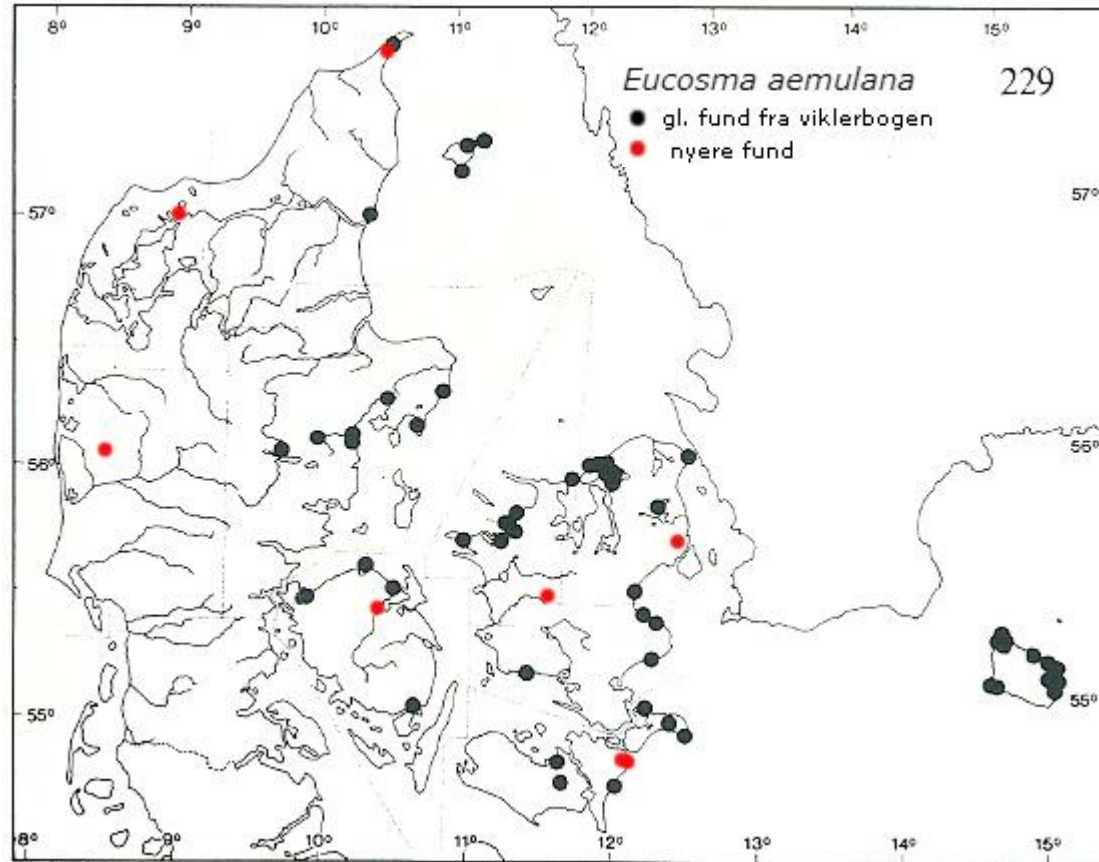 8° 9° 10° 11° 12° 13° 14° 15°
Eucosma aemulana 229
gl. fund fra viklerbogen
nyere fund
57° 57°
56° 56°
55° 55°
8° 9° 10° 11° 12° 13° 14° 15°